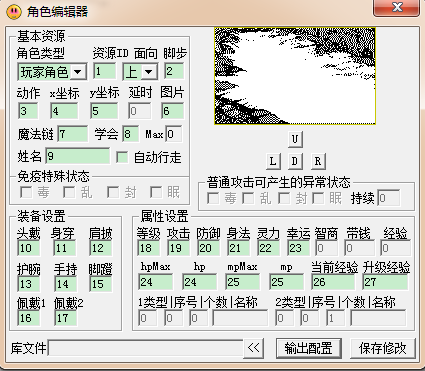 角色编辑器
基本资源
角色类型 资源ID 面向 脚步
玩家角色 1 上 2
动作 x坐标 y坐标 延时 图片
3 4 5 0 6
魔法链 7 学会 8 Max 0
姓名 9 自动行走
免疫特殊状态
毒 乱 封 眠
U
L D R
普通攻击可产生的异常状态
毒 乱 封 眠 持续 0
装备设置
头戴 身穿 肩披
10 11 12
护腕 手持 脚蹬
13 14 15
佩戴1 佩戴2
16 17
属性设置
等级 攻击 防御 身法 灵力 幸运 智商 带钱 经验
18 19 20 21 22 23 0 0 0
hpMax hp mpMax mp 当前经验 升级经验
24 24 25 25 26 27
1类型|序号|个数|名称 2类型|序号|个数|名称
0 0 0 0 1
库文件 << 输出配置 保存修改